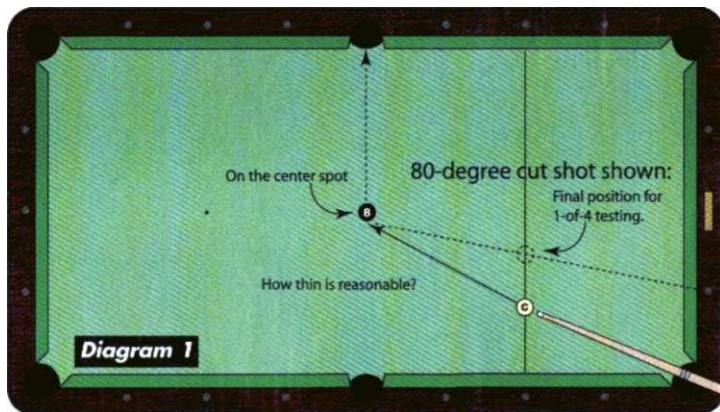 On the center spot
80-degree cut shot shown:
Final position for
1-of-4 testing.
8
How thin is reasonable?
C
Diagram 1